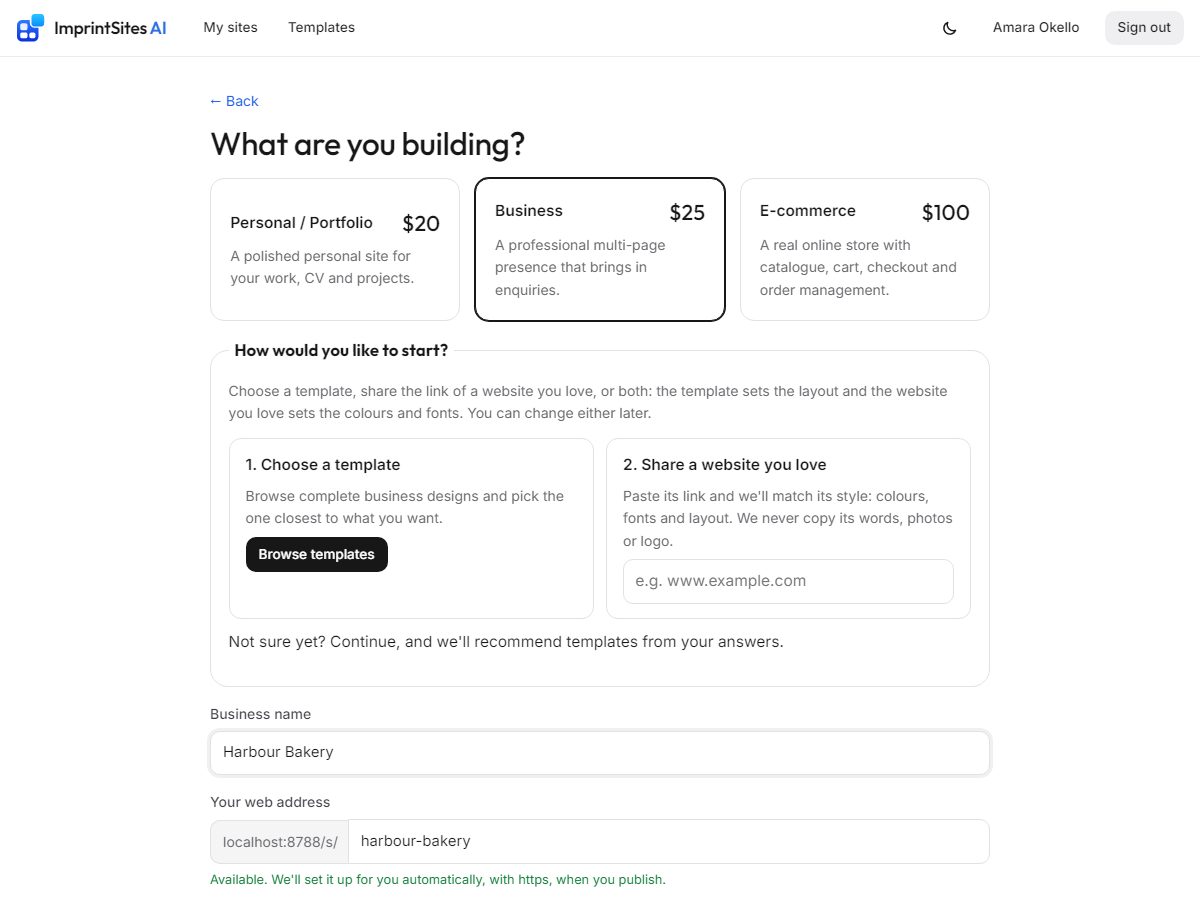 ImprintSites AI
My sites
Templates
Amara Okello
Sign out
← Back
What are you building?
Personal / Portfolio
$20
A polished personal site for
your work, CV and projects.
Business
$25
A professional multi-page
presence that brings in
enquiries.
E-commerce
$100
A real online store with
catalogue, cart, checkout and
order management.
How would you like to start?
Choose a template, share the link of a website you love, or both: the template sets the layout and the website
you love sets the colours and fonts. You can change either later.
1. Choose a template
Browse complete business designs and pick the
one closest to what you want.
Browse templates
2. Share a website you love
Paste its link and we'll match its style: colours,
fonts and layout. We never copy its words, photos
or logo.
e.g. www.example.com
Not sure yet? Continue, and we'll recommend templates from your answers.
Business name
Harbour Bakery
Your web address
localhost:8788/s/
harbour-bakery
Available. We'll set it up for you automatically, with https, when you publish.